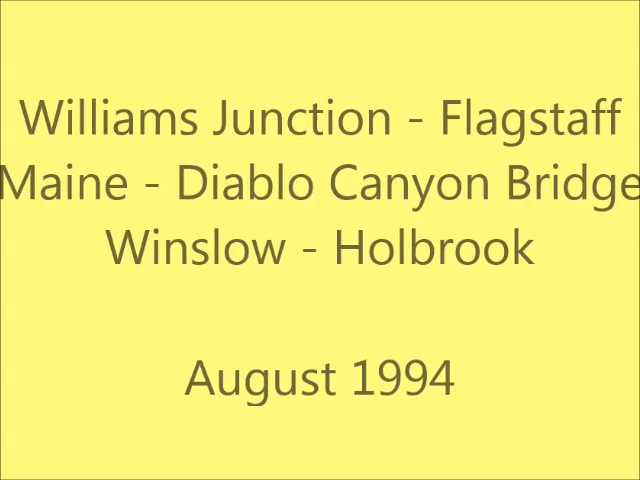 Williams Junction - Flagstaff
Maine - Diablo Canyon Bridge
Winslow - Holbrook
August 1994